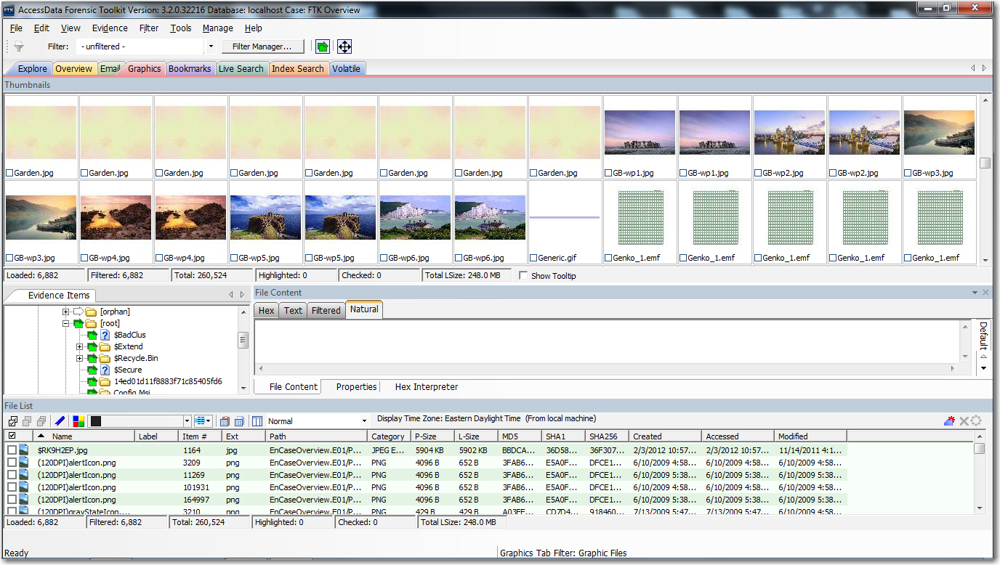 FTK AccessData Forensic Toolkit Version: 3.2.0.32216 Database: localhost Case: FTK Overview
File Edit View Evidence Filter Tools Manage Help
Filter: - unfiltered - Filter Manager...
Explore Overview Email Graphics Bookmarks Live Search Index Search Volatile
Thumbnails
Garden.jpg Garden.jpg Garden.jpg Garden.jpg Garden.jpg Garden.jpg Garden.jpg Garden.jpg GB-wp1.jpg GB-wp1.jpg GB-wp2.jpg GB-wp2.jpg GB-wp3.jpg
GB-wp3.jpg GB-wp4.jpg GB-wp4.jpg GB-wp5.jpg GB-wp5.jpg GB-wp6.jpg GB-wp6.jpg Generic.gif Genko_1.emf Genko_1.emf Genko_1.emf Genko_1.emf Genko_1.emf
Loaded: 6,882 Filtered: 6,882 Total: 260,524 Highlighted: 0 Checked: 0 Total LSize: 248.0 MB Show Tooltip
Evidence Items
[orphan]
[root]
$BadClus
$Extend
$Recycle.Bin
$Secure
14ed01d11f8883f71c85405fd6
Config.Msi
File Content
Hex Text Filtered Natural
Default
File Content Properties Hex Interpreter
File List
Normal Display Time Zone: Eastern Daylight Time (From local machine)
Name Label Item # Ext Path Category P-Size L-Size MD5 SHA1 SHA256 Created Accessed Modified
$RK9H2EP.jpg 1164 jpg EnCaseOverview.E01/P... JPEG E... 5904 KB 5902 KB BBDCA... 36D58... 36F307... 2/3/2012 10:57... 2/3/2012 10:57... 11/14/2011 4:1...
(120DPI)alertIcon.png 3209 png EnCaseOverview.E01/P... PNG 4096 B 652 B 3FAB6... E5A0F... DFCE1... 6/10/2009 4:58... 6/10/2009 4:58... 6/10/2009 4:58...
(120DPI)alertIcon.png 11269 png EnCaseOverview.E01/P... PNG 4096 B 652 B 3FAB6... E5A0F... DFCE1... 6/10/2009 5:38... 6/10/2009 5:38... 6/10/2009 5:38...
(120DPI)alertIcon.png 101931 png EnCaseOverview.E01/P... PNG 4096 B 652 B 3FAB6... E5A0F... DFCE1... 6/10/2009 4:58... 6/10/2009 4:58... 6/10/2009 4:58...
(120DPI)alertIcon.png 164997 png EnCaseOverview.E01/P... PNG 4096 B 652 B 3FAB6... E5A0F... DFCE1... 6/10/2009 5:38... 6/10/2009 5:38... 6/10/2009 5:38...
(120DPI)grayStateIcon.... 3210 png EnCaseOverview.E01/P... PNG 429 B 429 B A03FF... CD7D4... 918460... 7/13/2009 5:47... 7/13/2009 5:47... 6/10/2009 4:58...
Loaded: 6,882 Filtered: 6,882 Total: 260,524 Highlighted: 0 Checked: 0 Total LSize: 248.0 MB
Ready Graphics Tab Filter: Graphic Files